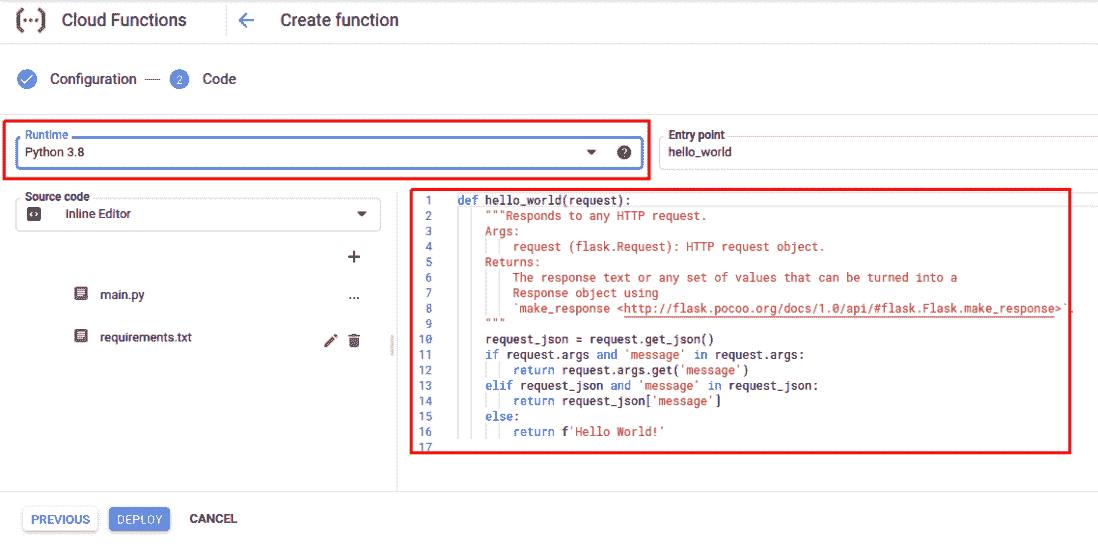 Cloud Functions
Create function
Configuration
2
Code
Runtime
Python 3.8
Entry point
hello_world
Source code
Inline Editor
main.py
...
requirements.txt
1 def hello_world(request):
2 """Responds to any HTTP request.
3 Args:
4 request (flask.Request): HTTP request object.
5 Returns:
6 The response text or any set of values that can be turned into a
7 Response object using
8 `make_response <http://flask.pocoo.org/docs/1.0/api/#flask.Flask.make_response>`.
9 """
10 request_json = request.get_json()
11 if request.args and 'message' in request.args:
12 return request.args.get('message')
13 elif request_json and 'message' in request_json:
14 return request_json['message']
15 else:
16 return f'Hello World!'
17
PREVIOUS
DEPLOY
CANCEL